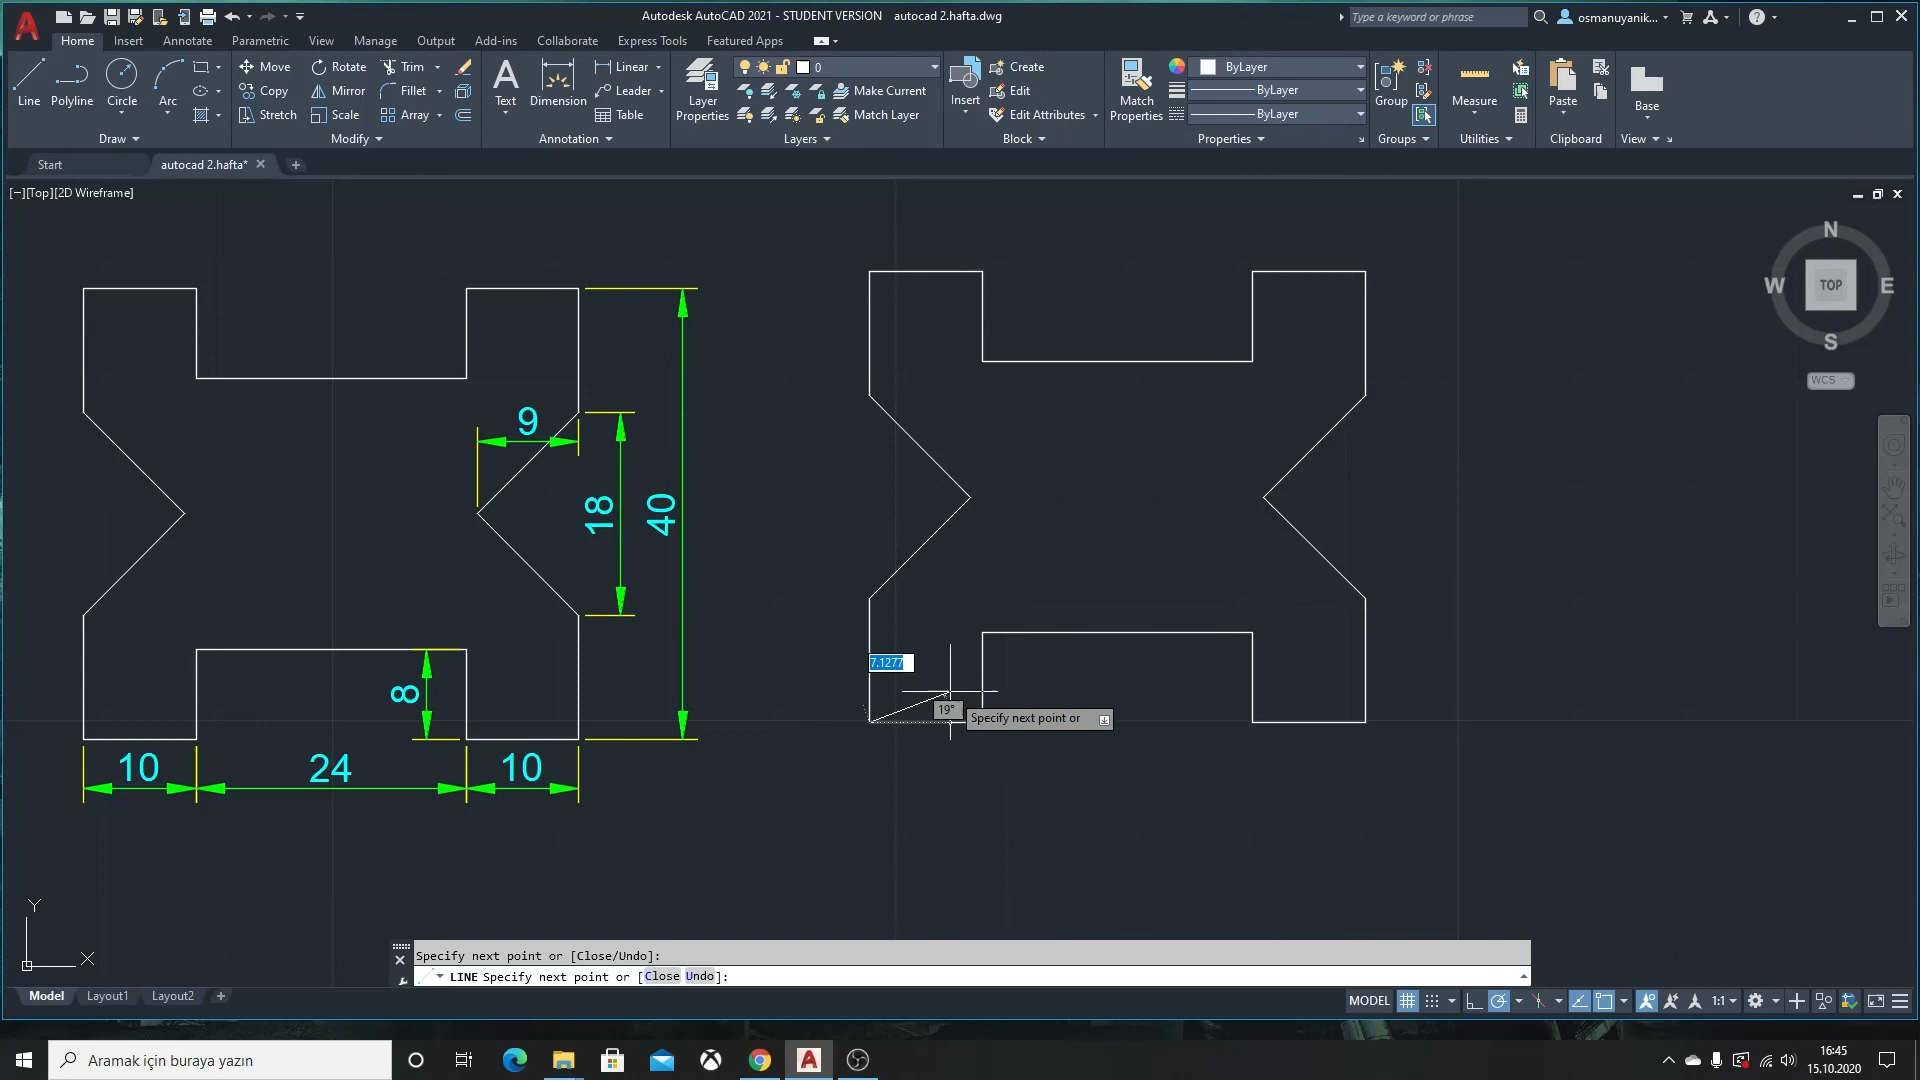 Autodesk AutoCAD 2021 - STUDENT VERSION autocad 2.hafta.dwg
Type a keyword or phrase
osmanuyanik...
Home Insert Annotate Parametric View Manage Output Add-ins Collaborate Express Tools Featured Apps
Line
Polyline
Circle
Arc
Move
Copy
Stretch
Rotate
Mirror
Scale
Trim
Fillet
Array
Text
Dimension
Linear
Leader
Table
Layer Properties
0
Make Current
Match Layer
Insert
Create
Edit
Edit Attributes
Match Properties
ByLayer
ByLayer
ByLayer
Group
Measure
Paste
Base
Draw Modify Annotation Layers Block Properties Groups Utilities Clipboard View
Start autocad 2.hafta*
[−][Top][2D Wireframe]
N
W TOP E
S
WCS
9
18
40
8
10 24 10
7.1277
19°
Specify next point or
Y
X
Specify next point or [Close/Undo]:
LINE Specify next point or [Close Undo]:
Model Layout1 Layout2
MODEL 1:1
Aramak için buraya yazın
16:45
15.10.2020